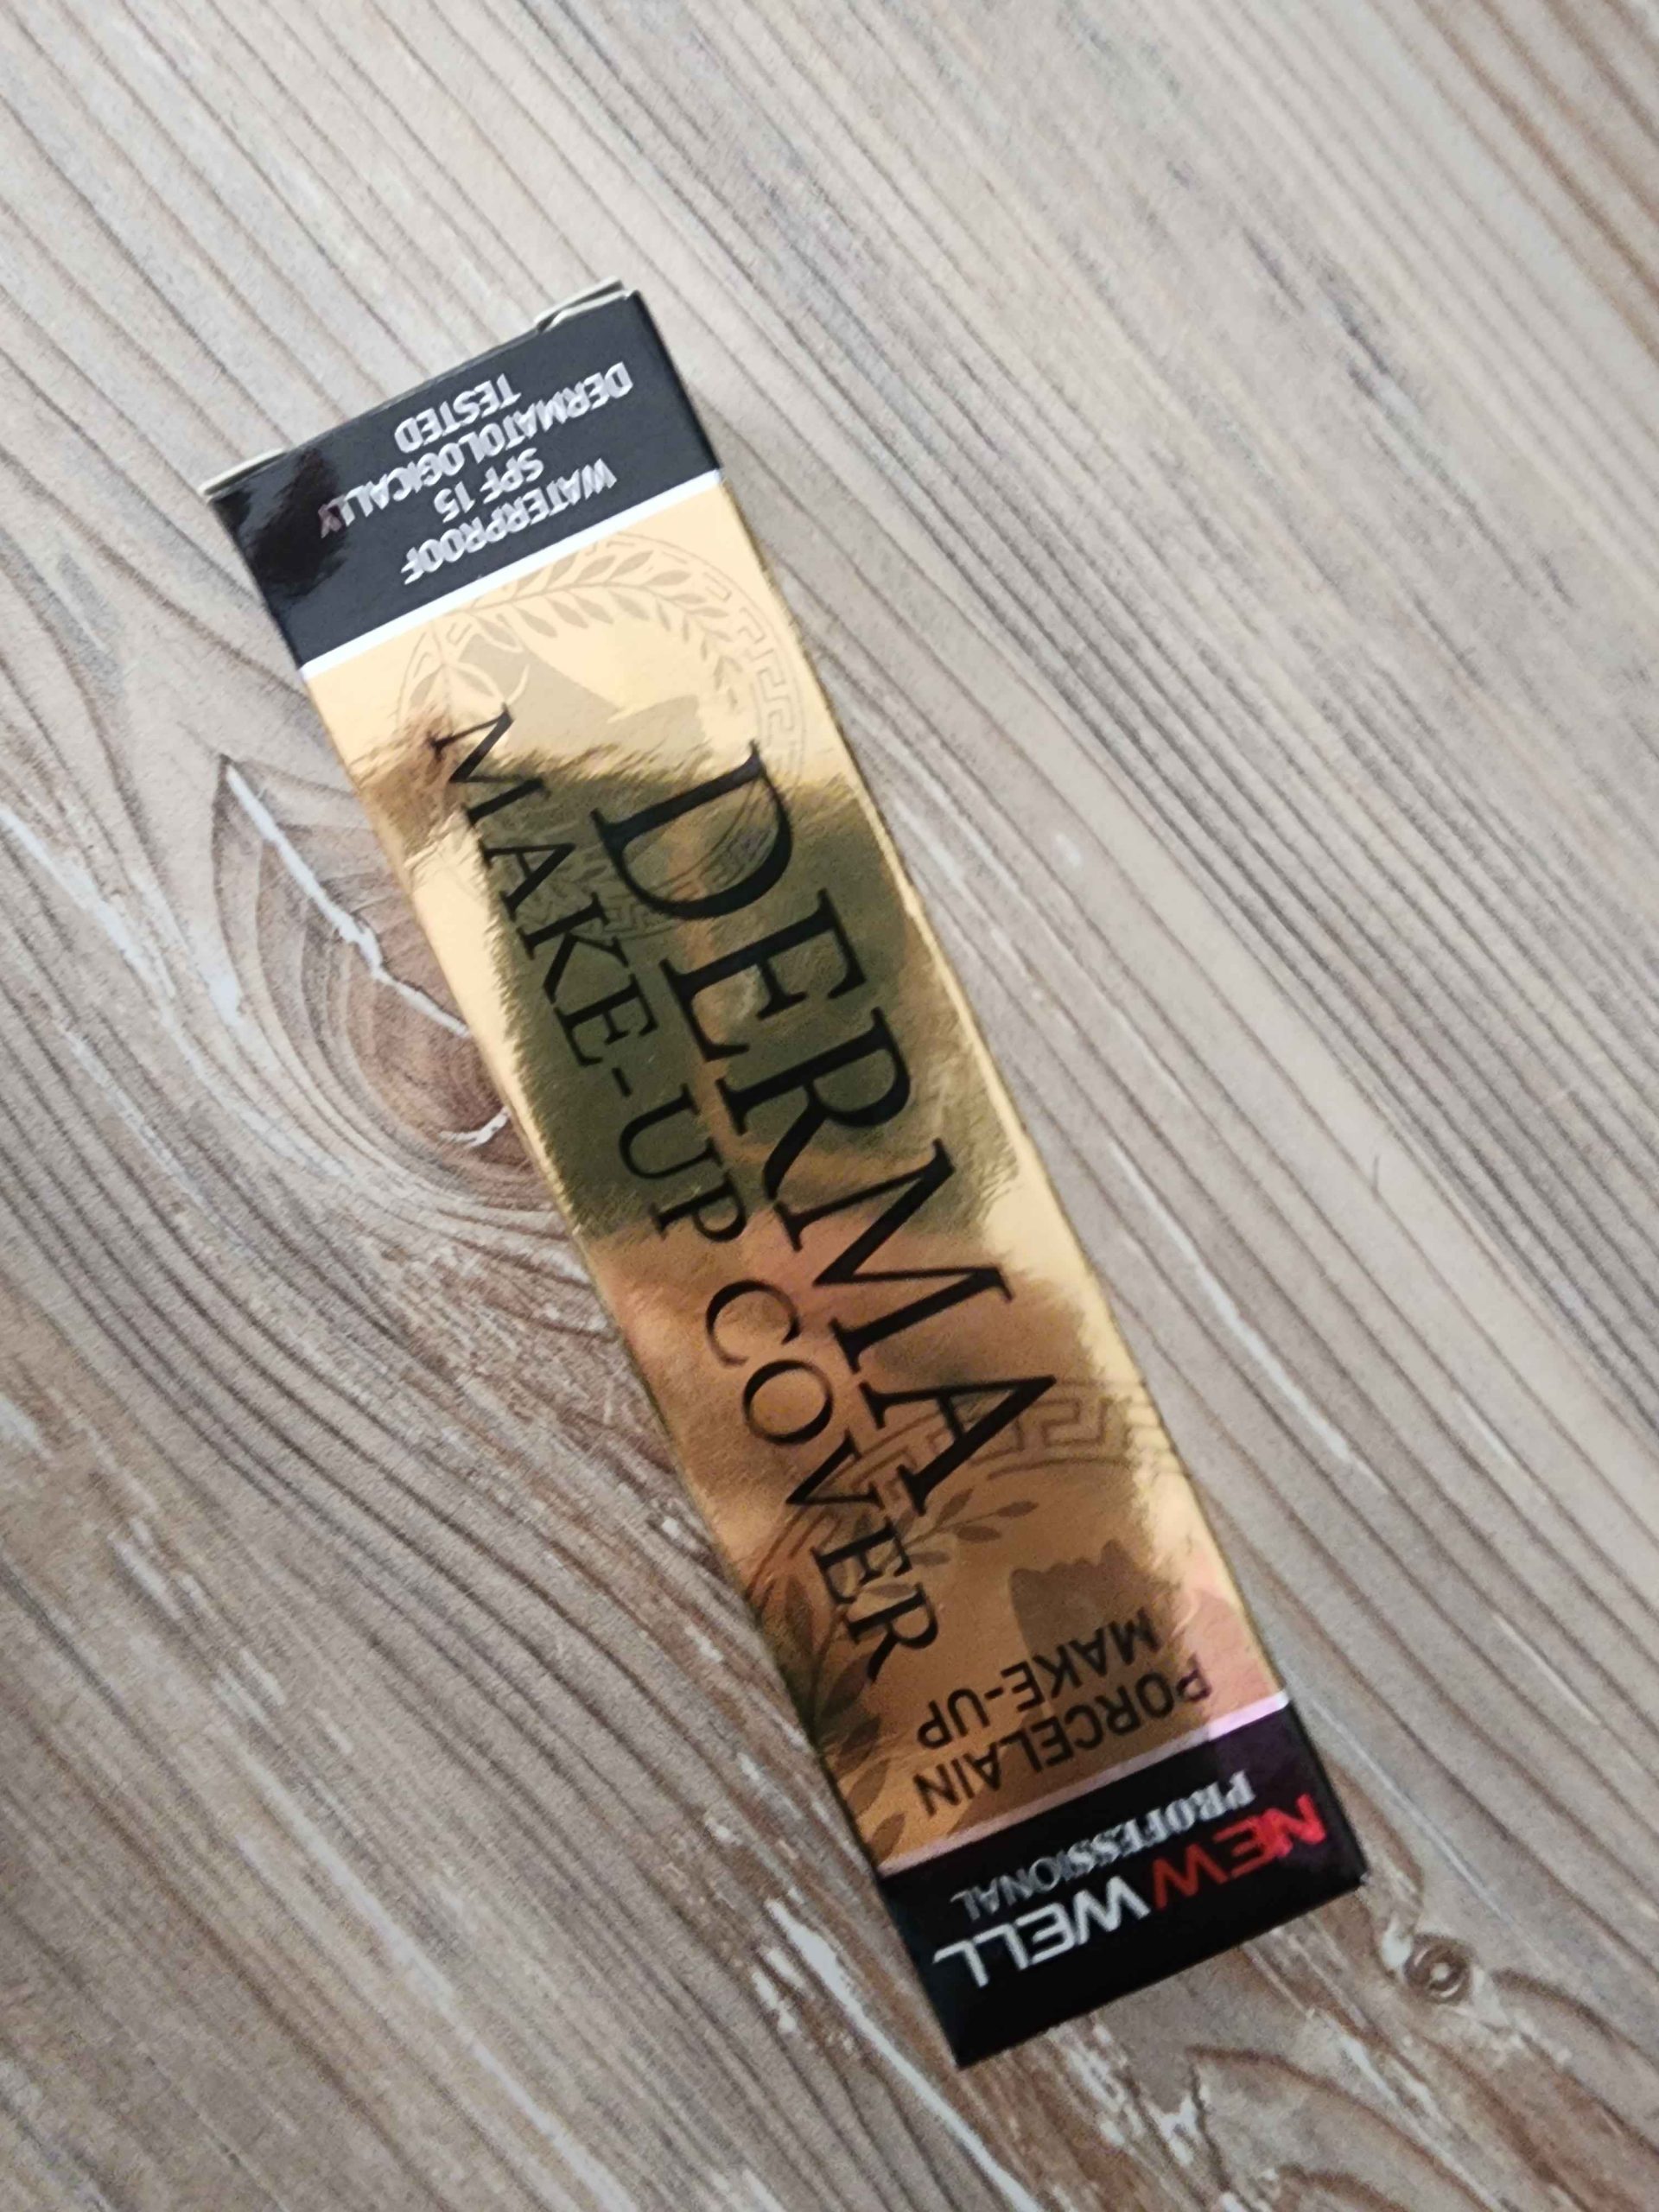 NEW WELL
PROFESSIONAL
PORCELAIN
MAKE-UP
DERMA
MAKE-UP COVER
WATERPROOF
SPF 15
DERMATOLOGICALLY
TESTED